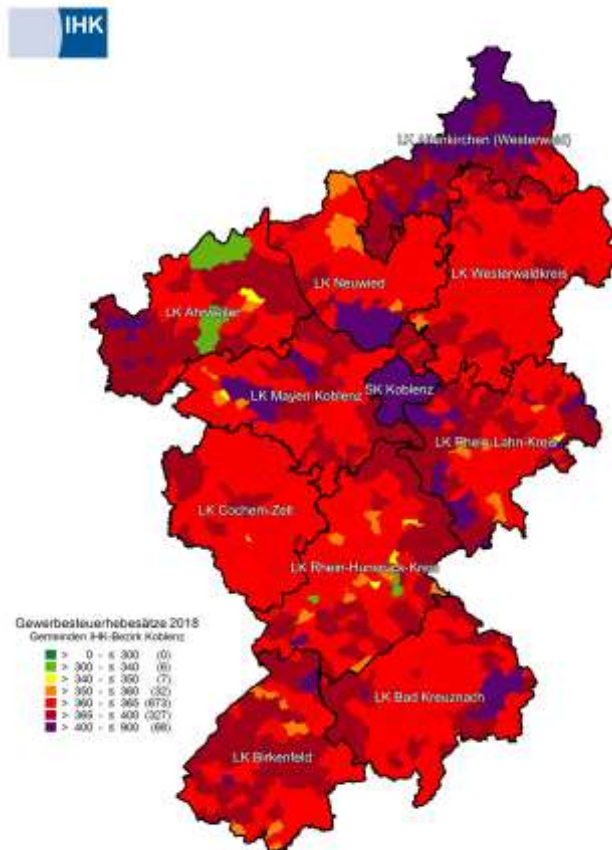 IHK
LK Altenkirchen (Westerwald)
LK Neuwied
LK Westerwaldkreis
LK Ahrweiler
LK Mayen-Koblenz
SK Koblenz
LK Rhein-Lahn-Kreis
LK Cochem-Zell
LK Rhein-Hunsrück-Kreis
LK Bad Kreuznach
LK Birkenfeld
Gewerbesteuerhebesätze 2018
Gemeinden IHK-Bezirk Koblenz
> 0 - ≤ 300 (0)
> 300 - ≤ 340 (6)
> 340 - ≤ 350 (7)
> 350 - ≤ 360 (32)
> 360 - ≤ 365 (673)
> 365 - ≤ 400 (327)
> 400 - ≤ 900